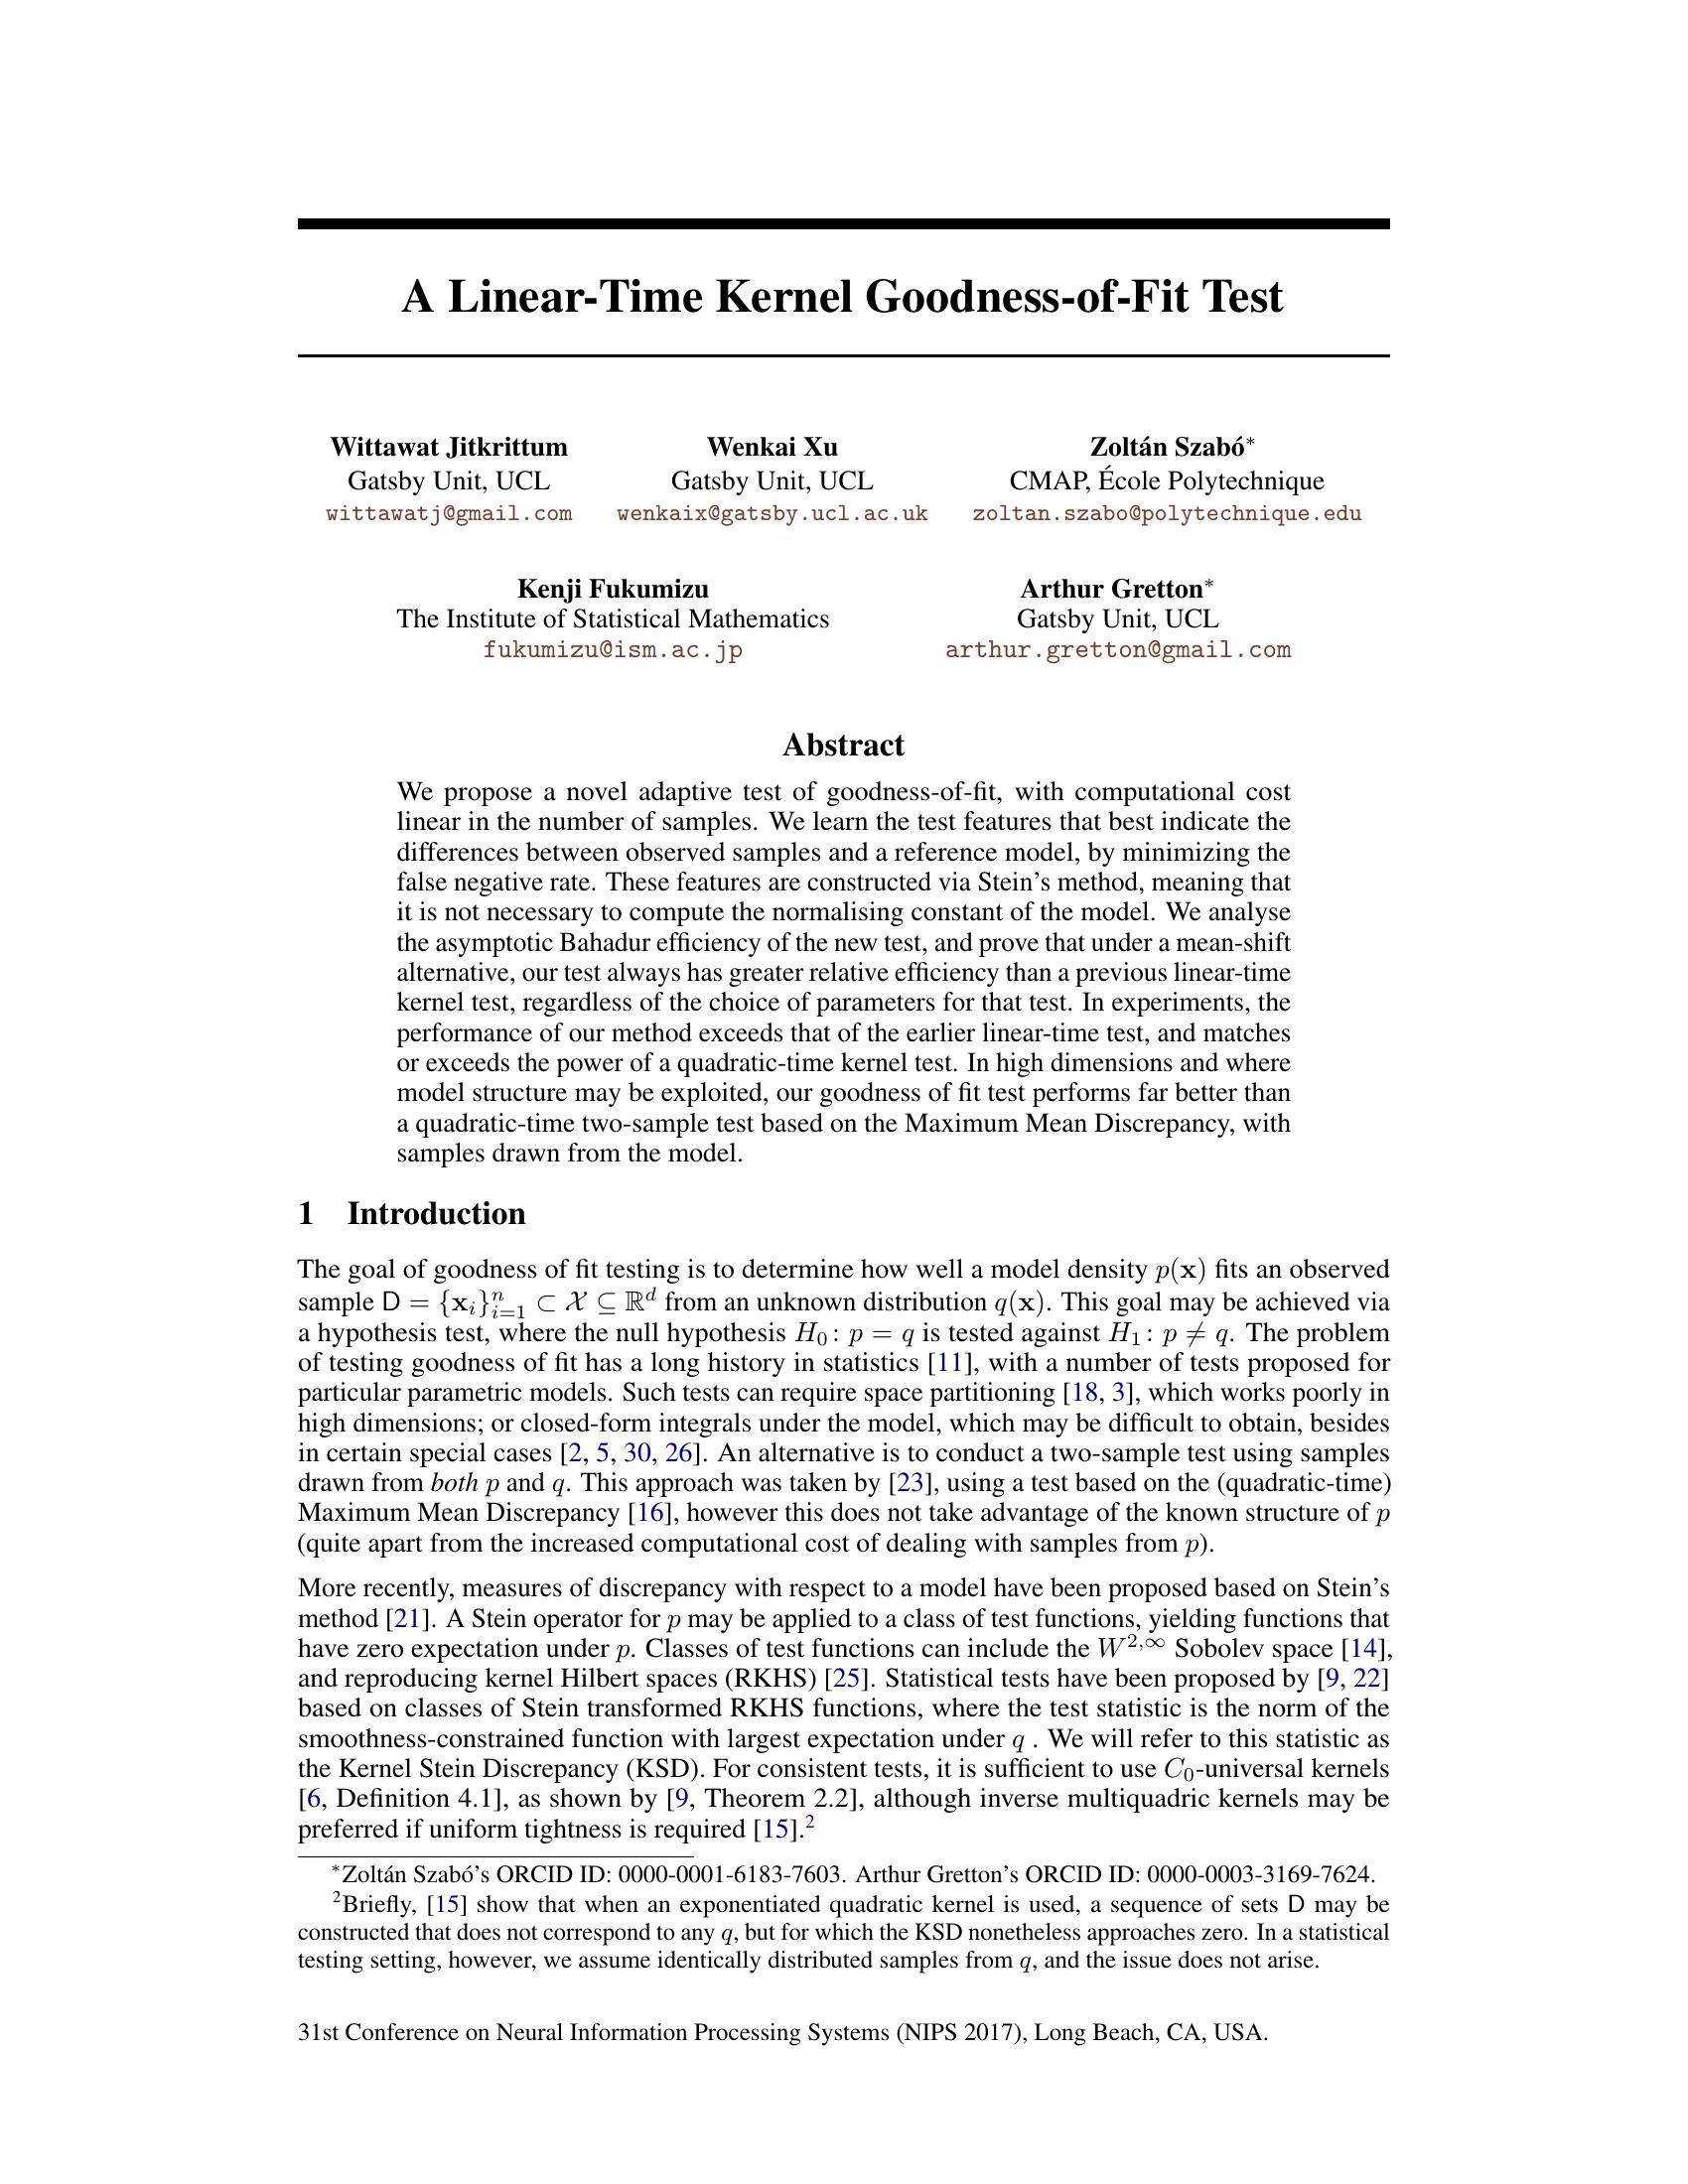 A Linear-Time Kernel Goodness-of-Fit Test
Wittawat Jitkrittum
Gatsby Unit, UCL
wittawatj@gmail.com
Wenkai Xu
Gatsby Unit, UCL
wenkaix@gatsby.ucl.ac.uk
Zoltán Szabó*
CMAP, École Polytechnique
zoltan.szabo@polytechnique.edu
Kenji Fukumizu
The Institute of Statistical Mathematics
fukumizu@ism.ac.jp
Arthur Gretton*
Gatsby Unit, UCL
arthur.gretton@gmail.com
Abstract
We propose a novel adaptive test of goodness-of-fit, with computational cost
linear in the number of samples. We learn the test features that best indicate the
differences between observed samples and a reference model, by minimizing the
false negative rate. These features are constructed via Stein's method, meaning that
it is not necessary to compute the normalising constant of the model. We analyse
the asymptotic Bahadur efficiency of the new test, and prove that under a mean-shift
alternative, our test always has greater relative efficiency than a previous linear-time
kernel test, regardless of the choice of parameters for that test. In experiments, the
performance of our method exceeds that of the earlier linear-time test, and matches
or exceeds the power of a quadratic-time kernel test. In high dimensions and where
model structure may be exploited, our goodness of fit test performs far better than
a quadratic-time two-sample test based on the Maximum Mean Discrepancy, with
samples drawn from the model.
1 Introduction
The goal of goodness of fit testing is to determine how well a model density p(x) fits an observed
sample D = {x_i}_{i=1}^n ⊂ X ⊆ ℝ^d from an unknown distribution q(x). This goal may be achieved via
a hypothesis test, where the null hypothesis H_0: p = q is tested against H_1: p ≠ q. The problem
of testing goodness of fit has a long history in statistics [11], with a number of tests proposed for
particular parametric models. Such tests can require space partitioning [18, 3], which works poorly in
high dimensions; or closed-form integrals under the model, which may be difficult to obtain, besides
in certain special cases [2, 5, 30, 26]. An alternative is to conduct a two-sample test using samples
drawn from both p and q. This approach was taken by [23], using a test based on the (quadratic-time)
Maximum Mean Discrepancy [16], however this does not take advantage of the known structure of p
(quite apart from the increased computational cost of dealing with samples from p).
More recently, measures of discrepancy with respect to a model have been proposed based on Stein's
method [21]. A Stein operator for p may be applied to a class of test functions, yielding functions that
have zero expectation under p. Classes of test functions can include the W^{2,∞} Sobolev space [14],
and reproducing kernel Hilbert spaces (RKHS) [25]. Statistical tests have been proposed by [9, 22]
based on classes of Stein transformed RKHS functions, where the test statistic is the norm of the
smoothness-constrained function with largest expectation under q . We will refer to this statistic as
the Kernel Stein Discrepancy (KSD). For consistent tests, it is sufficient to use C_0-universal kernels
[6, Definition 4.1], as shown by [9, Theorem 2.2], although inverse multiquadric kernels may be
preferred if uniform tightness is required [15].²
*Zoltán Szabó's ORCID ID: 0000-0001-6183-7603. Arthur Gretton's ORCID ID: 0000-0003-3169-7624.
²Briefly, [15] show that when an exponentiated quadratic kernel is used, a sequence of sets D may be
constructed that does not correspond to any q, but for which the KSD nonetheless approaches zero. In a statistical
testing setting, however, we assume identically distributed samples from q, and the issue does not arise.
31st Conference on Neural Information Processing Systems (NIPS 2017), Long Beach, CA, USA.